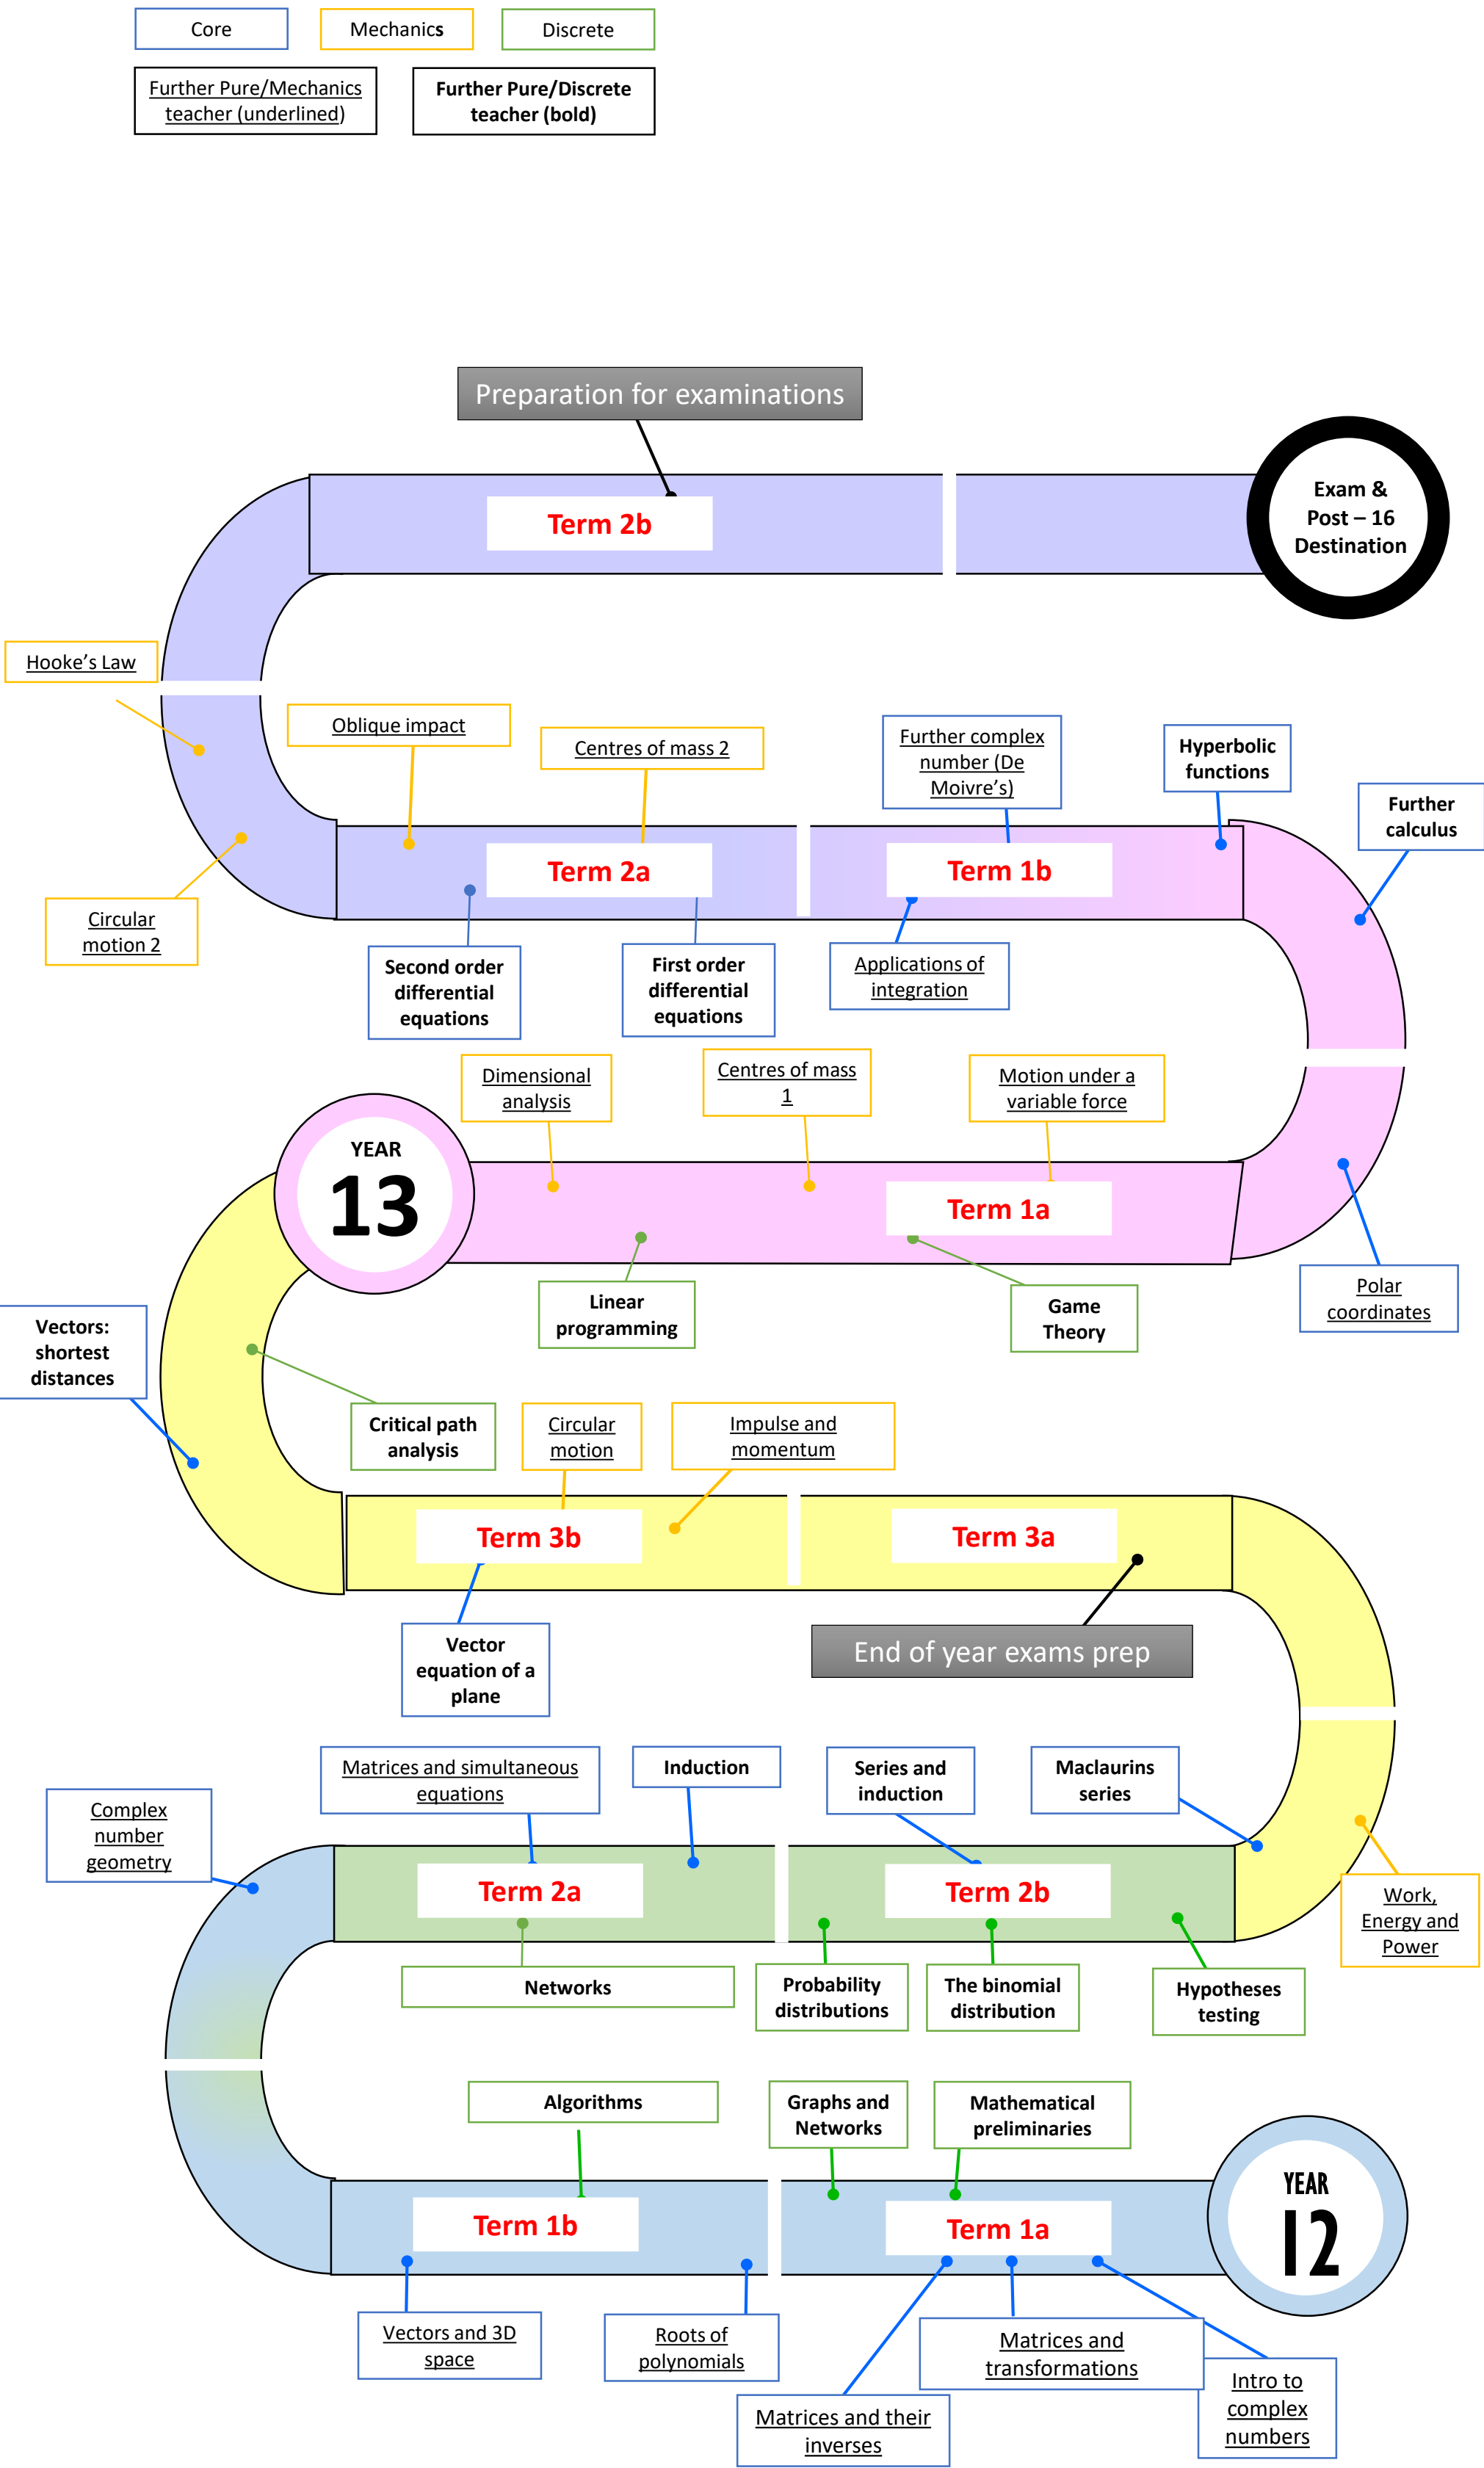 Core
Mechanics
Discrete
Further Pure/Mechanics
teacher (underlined)
Further Pure/Discrete
teacher (bold)
Preparation for examinations
Exam &
Post – 16
Destination
Term 2b
Hooke's Law
Oblique impact
Centres of mass 2
Further complex
number (De
Moivre's)
Hyperbolic
functions
Further
calculus
Term 2a
Term 1b
Circular
motion 2
Second order
differential
equations
First order
differential
equations
Applications of
integration
Dimensional
analysis
Centres of mass
1
Motion under a
variable force
YEAR
13
Term 1a
Linear
programming
Game
Theory
Polar
coordinates
Vectors:
shortest
distances
Critical path
analysis
Circular
motion
Impulse and
momentum
Term 3b
Term 3a
Vector
equation of a
plane
End of year exams prep
Matrices and simultaneous
equations
Induction
Series and
induction
Maclaurins
series
Complex
number
geometry
Term 2a
Term 2b
Work,
Energy and
Power
Networks
Probability
distributions
The binomial
distribution
Hypotheses
testing
Algorithms
Graphs and
Networks
Mathematical
preliminaries
YEAR
12
Term 1b
Term 1a
Vectors and 3D
space
Roots of
polynomials
Matrices and
transformations
Matrices and their
inverses
Intro to
complex
numbers